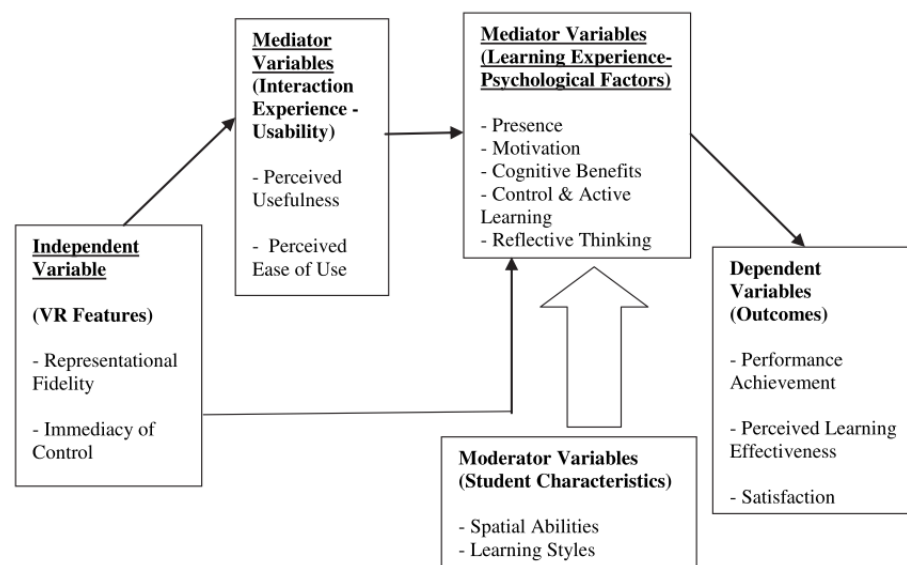 Mediator
Variables
(Interaction
Experience -
Usability)
- Perceived
Usefulness
- Perceived
Ease of Use
Mediator Variables
(Learning Experience-
Psychological Factors)
- Presence
- Motivation
- Cognitive Benefits
- Control & Active
Learning
- Reflective Thinking
Independent
Variable
(VR Features)
- Representational
Fidelity
- Immediacy of
Control
Dependent
Variables
(Outcomes)
- Performance
Achievement
- Perceived Learning
Effectiveness
- Satisfaction
Moderator Variables
(Student Characteristics)
- Spatial Abilities
- Learning Styles